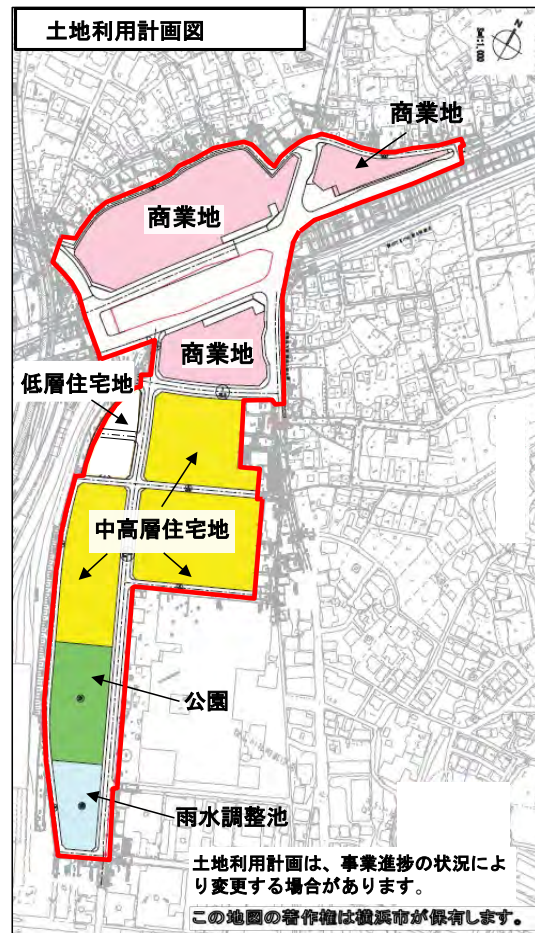 土地利用計画図
N
S=1:1,000
商業地
商業地
商業地
低層住宅地
中高層住宅地
公園
雨水調整池
土地利用計画は、事業進捗の状況によ
り変更する場合があります。
この地図の著作権は横浜市が保有します。